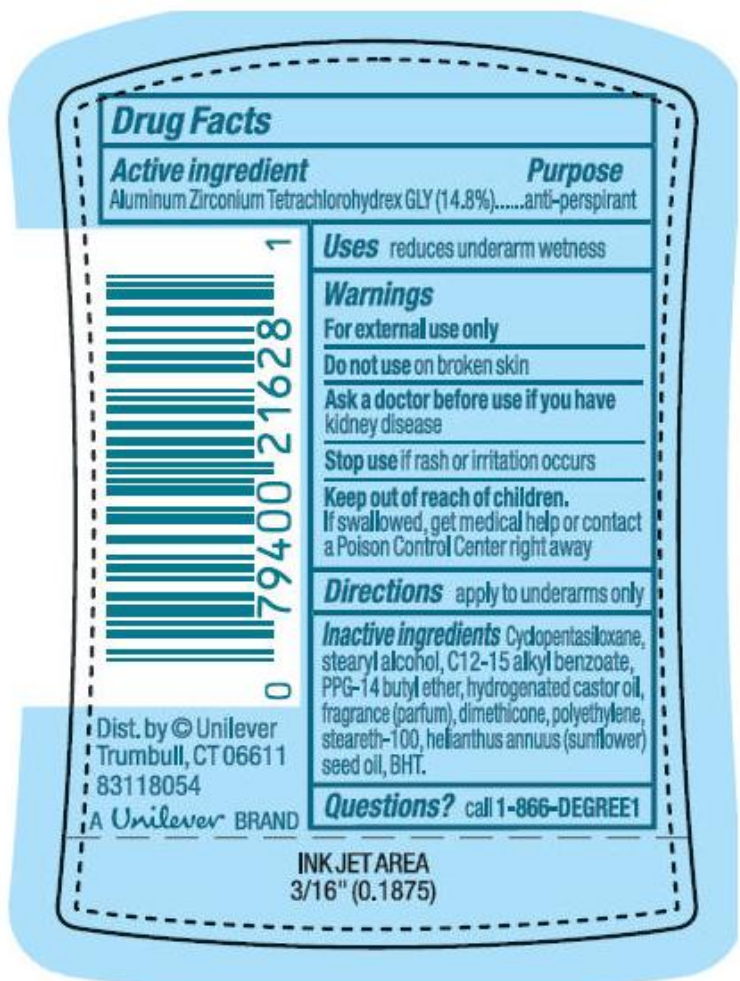 Drug Facts
Active ingredient Purpose
Aluminum Zirconium Tetrachlorohydrex GLY (14.8%)......anti-perspirant
Uses reduces underarm wetness
Warnings
For external use only
Do not use on broken skin
Ask a doctor before use if you have
kidney disease
Stop use if rash or irritation occurs
Keep out of reach of children.
If swallowed, get medical help or contact
a Poison Control Center right away
Directions apply to underarms only
Inactive ingredients Cyclopentasiloxane,
stearyl alcohol, C12-15 alkyl benzoate,
PPG-14 butyl ether, hydrogenated castor oil,
fragrance (parfum), dimethicone, polyethylene,
steareth-100, helianthus annuus (sunflower)
seed oil, BHT.
Questions? call 1-866-DEGREE1
0 79400 21628 1
Dist. by © Unilever
Trumbull, CT 06611
83118054
A Unilever BRAND
INK JET AREA
3/16" (0.1875)